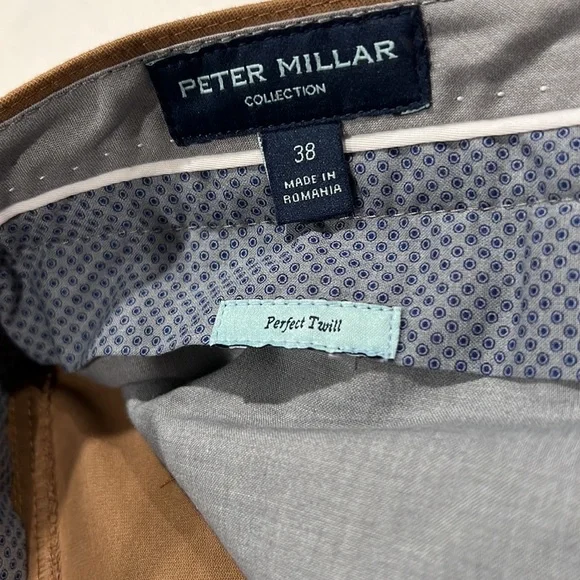 PETER MILLAR
COLLECTION
38
MADE IN
ROMANIA
Perfect Twill